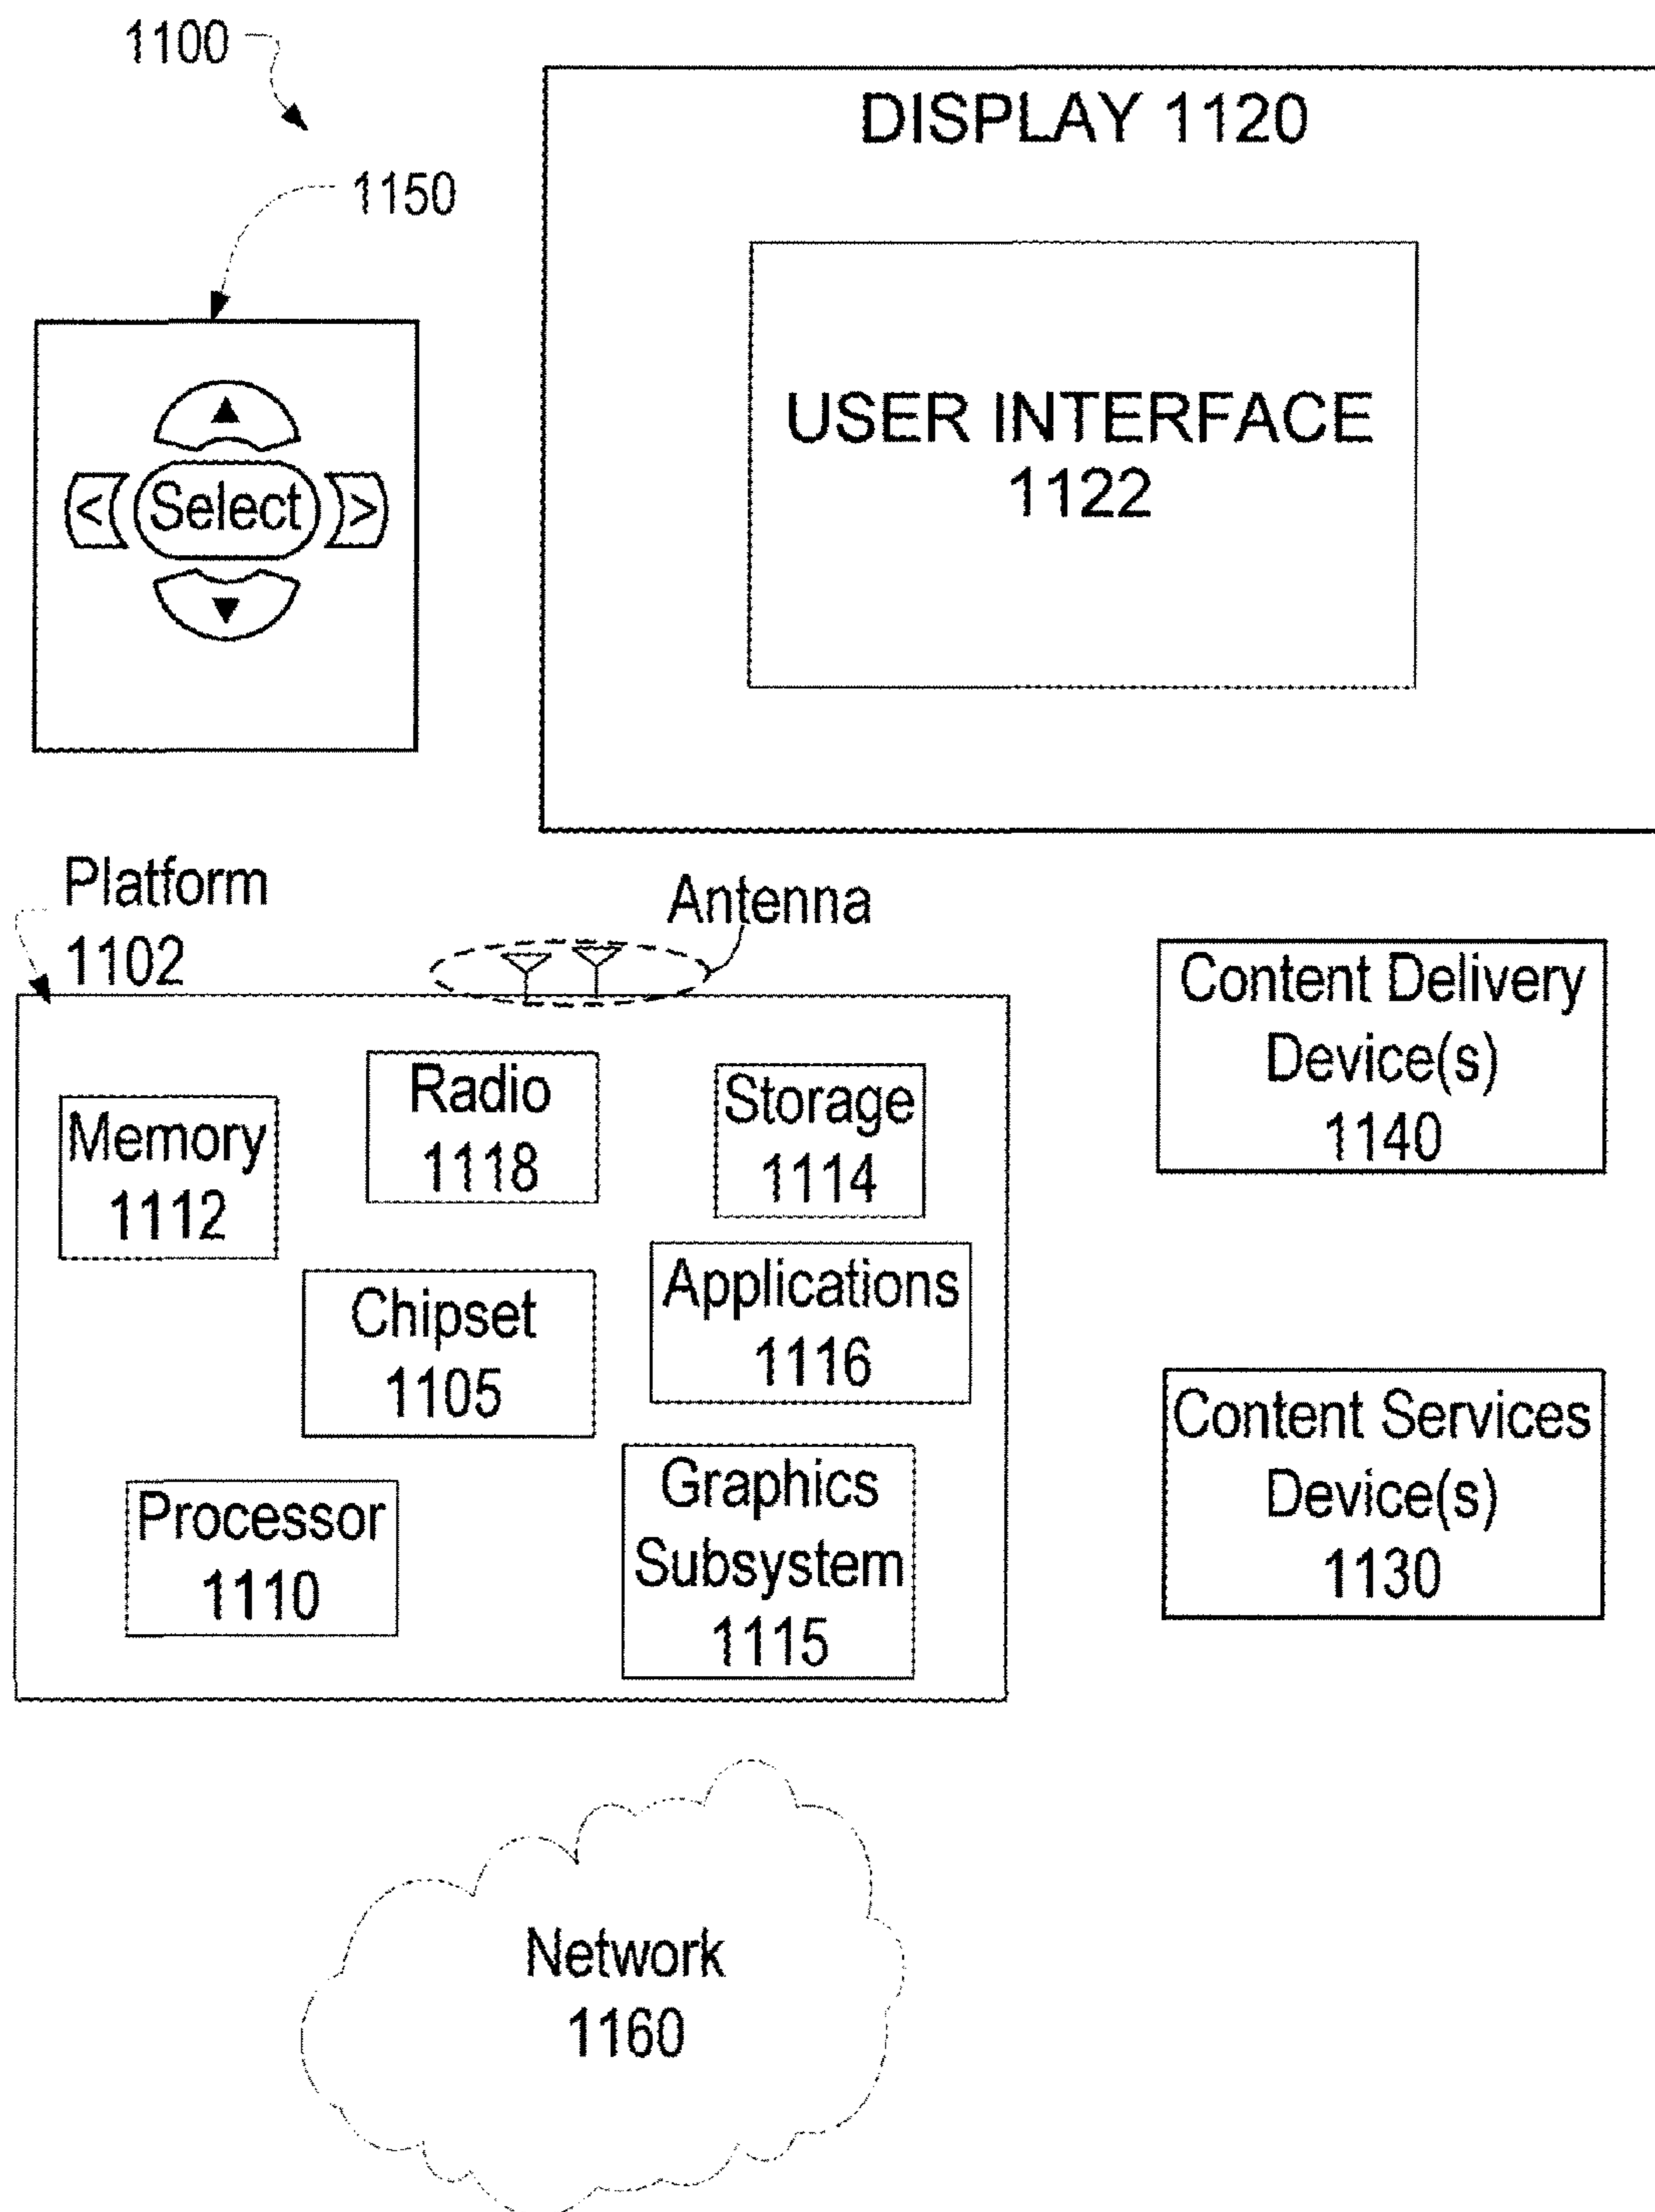 1100
1150
DISPLAY 1120
USER INTERFACE
1122
<
Select
>
Platform
1102
Antenna
Memory
1112
Radio
1118
Storage
1114
Chipset
1105
Applications
1116
Processor
1110
Graphics
Subsystem
1115
Content Delivery
Device(s)
1140
Content Services
Device(s)
1130
Network
1160